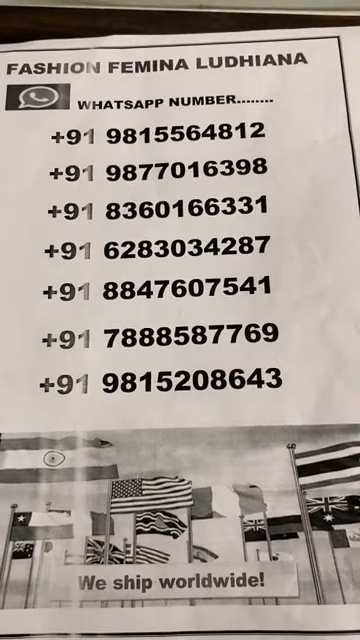 FASHION FEMINA LUDHIANA
WHATSAPP NUMBER........
+91 9815564812
+91 9877016398
+91 8360166331
+91 6283034287
+91 8847607541
+91 7888587769
+91 9815208643
We ship worldwide!